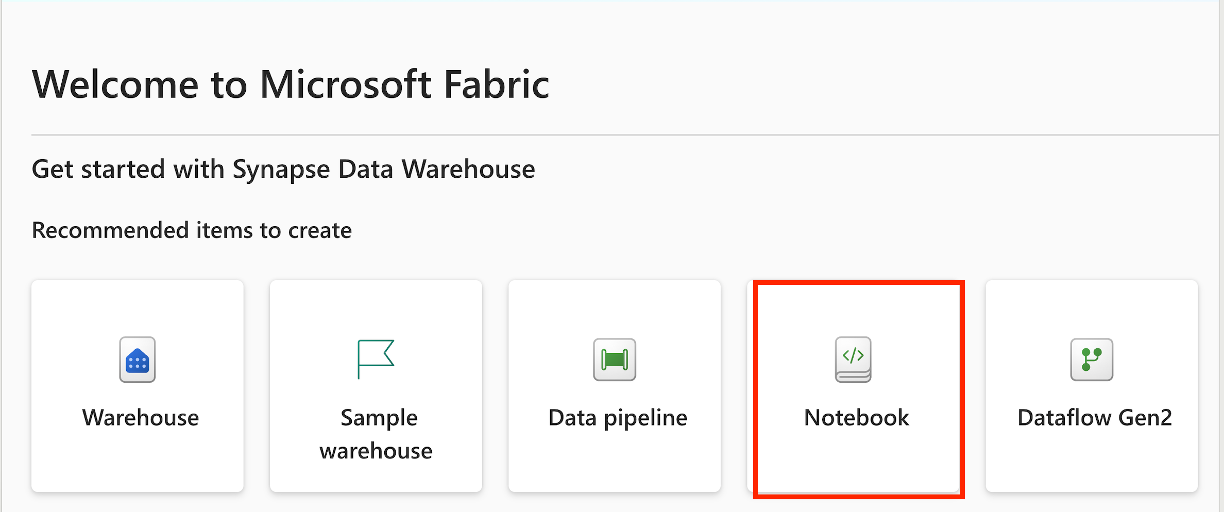 Welcome to Microsoft Fabric
Get started with Synapse Data Warehouse
Recommended items to create
Warehouse
Sample
warehouse
Data pipeline
</>
Notebook
Dataflow Gen2